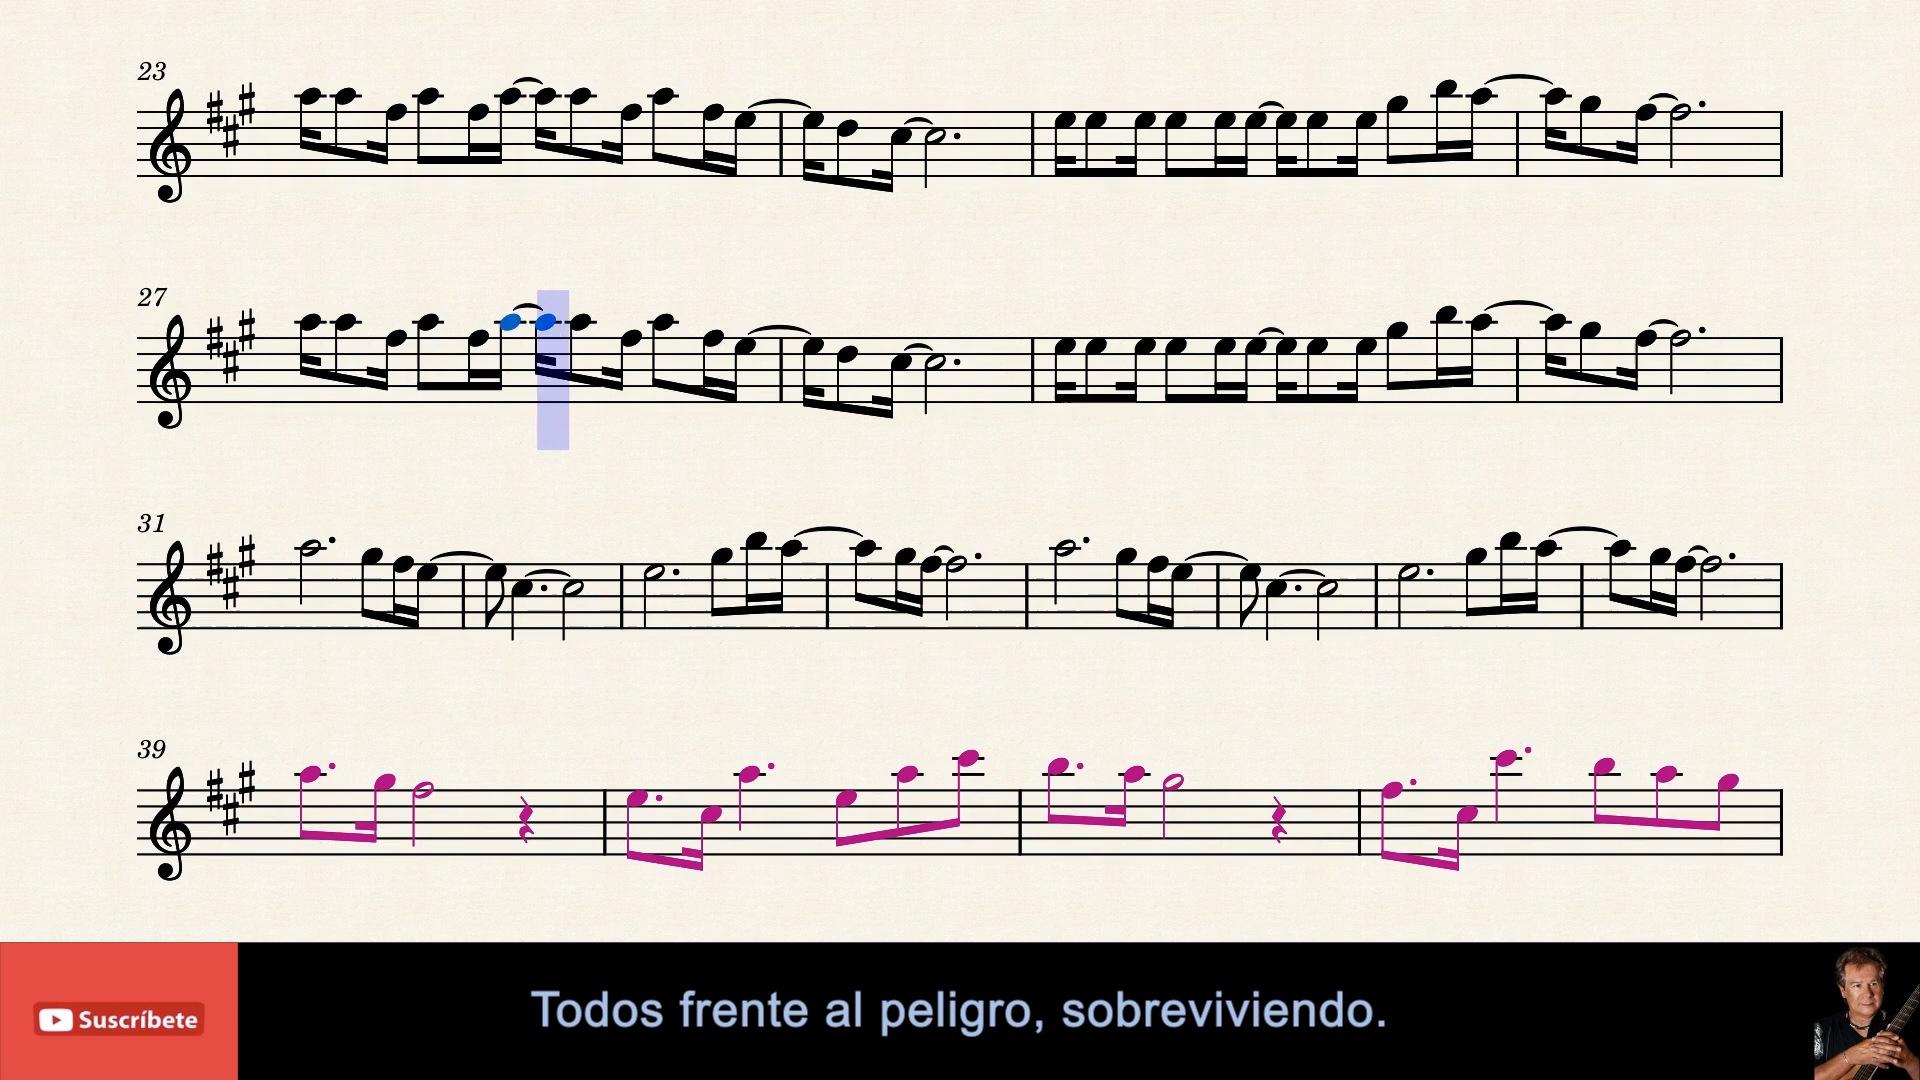 23
27
31
39
Suscríbete
Todos frente al peligro, sobreviviendo.